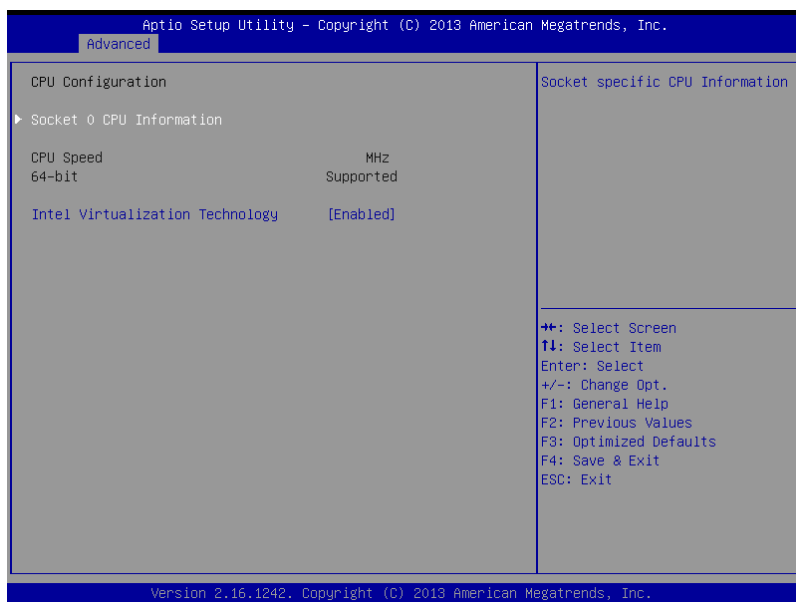 Aptio Setup Utility – Copyright (C) 2013 American Megatrends, Inc.
Advanced
CPU Configuration
Socket 0 CPU Information
CPU Speed MHz
64-bit Supported
Intel Virtualization Technology [Enabled]
Socket specific CPU Information
→←: Select Screen
↑↓: Select Item
Enter: Select
+/-: Change Opt.
F1: General Help
F2: Previous Values
F3: Optimized Defaults
F4: Save & Exit
ESC: Exit
Version 2.16.1242. Copyright (C) 2013 American Megatrends, Inc.